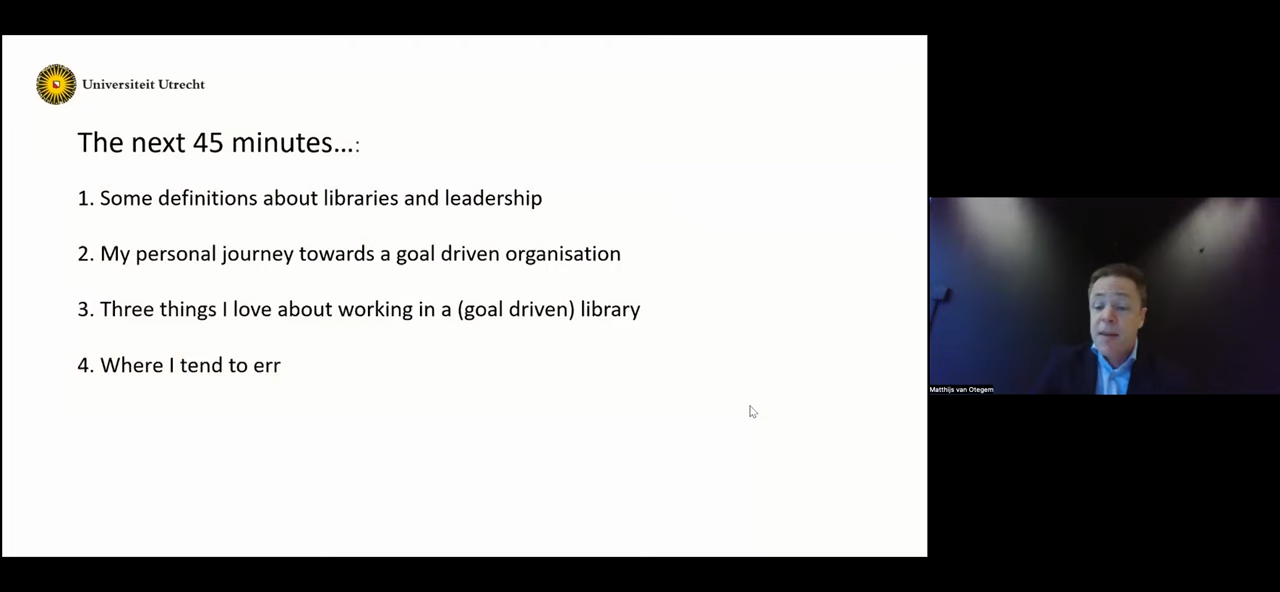 Universiteit Utrecht
The next 45 minutes...:
1. Some definitions about libraries and leadership
2. My personal journey towards a goal driven organisation
3. Three things I love about working in a (goal driven) library
4. Where I tend to err
Matthijs van Otegem